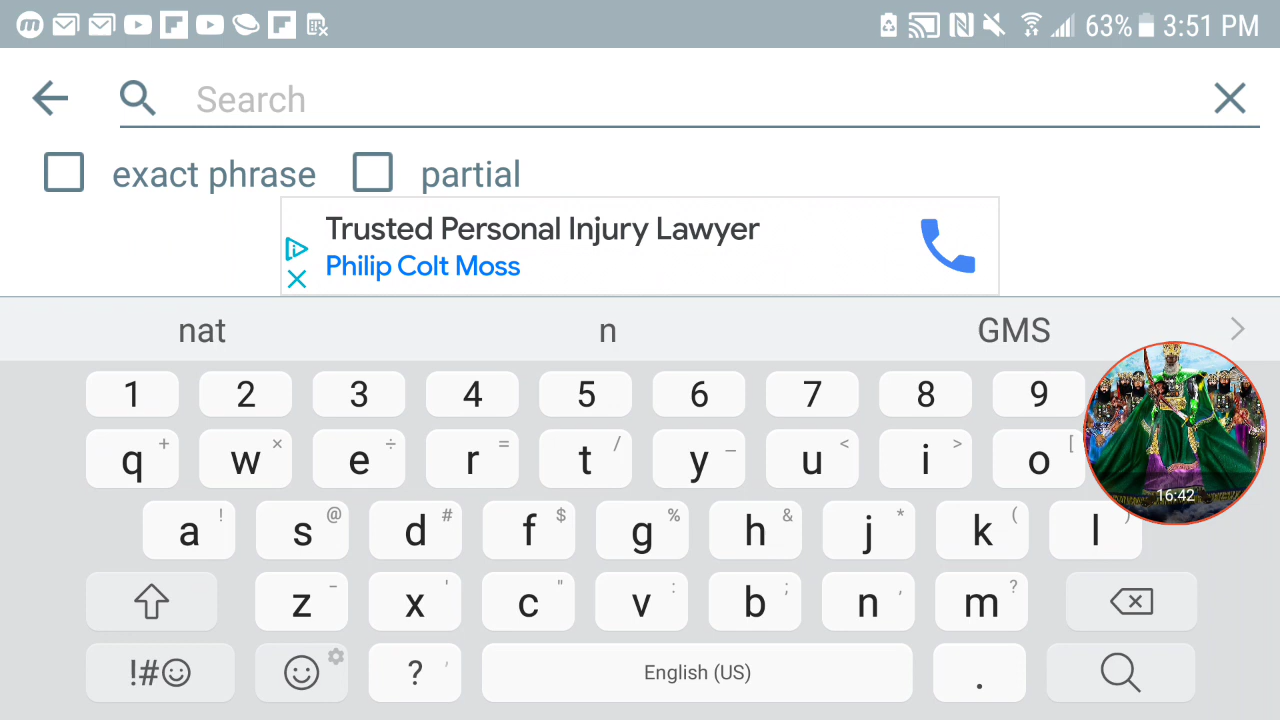 63% 3:51 PM
Search
exact phrase partial
Trusted Personal Injury Lawyer
Philip Colt Moss
nat n GMS
1 2 3 4 5 6 7 8 9
q + w × e ÷ r = t / y _ u < i > o [
a ! s @ d # f $ g % h & j * k ( l )
16:42
z - x ' c " v : b ; n , m ?
!# ? , English (US) .